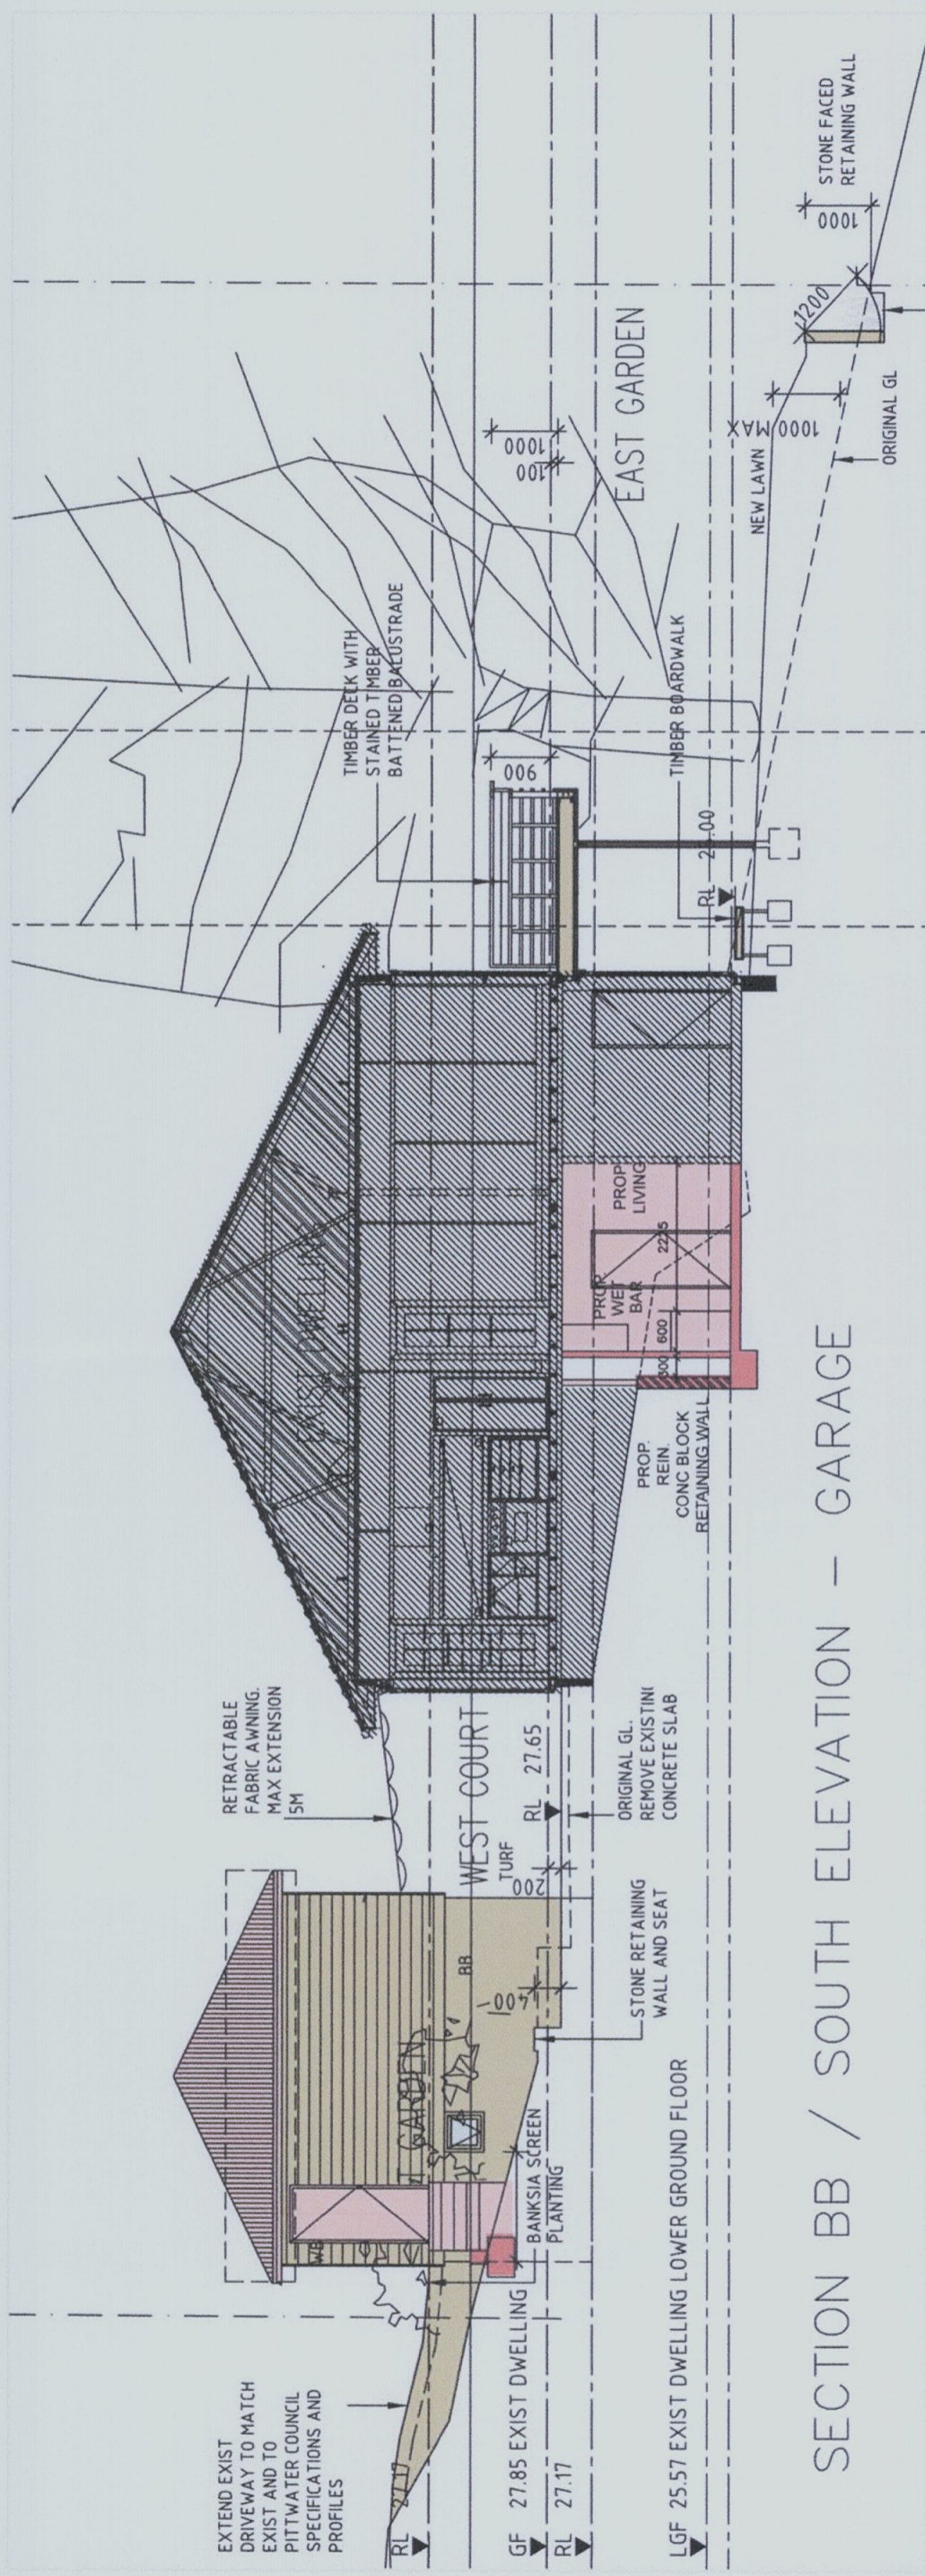 EXTEND EXIST
DRIVEWAY TO MATCH
EXIST AND TO
PITTWATER COUNCIL
SPECIFICATIONS AND
PROFILES
RL
GF 27.85 EXIST DWELLING
RL 27.17
LGF 25.57 EXIST DWELLING LOWER GROUND FLOOR
BANKSIA SCREEN
PLANTING
WB
GARDEN
BB
400
STONE RETAINING
WALL AND SEAT
RETRACTABLE
FABRIC AWNING.
MAX EXTENSION
5M
WEST COURT
TURF
200
RL 27.65
ORIGINAL GL.
REMOVE EXISTIN
CONCRETE SLAB
EXIST DWELLING
PROP.
REIN.
CONC BLOCK
RETAINING WALL
PROP.
WET
BAR
PROP
LIVING
300
600
TIMBER DECK WITH
STAINED TIMBER
BATTENED BALUSTRADE
900
RL
TIMBER BOARDWALK
100
1000
EAST GARDEN
NEW LAWN
1000 MAX
ORIGINAL GL
1200
1000
STONE FACED
RETAINING WALL
SECTION BB / SOUTH ELEVATION - GARAGE